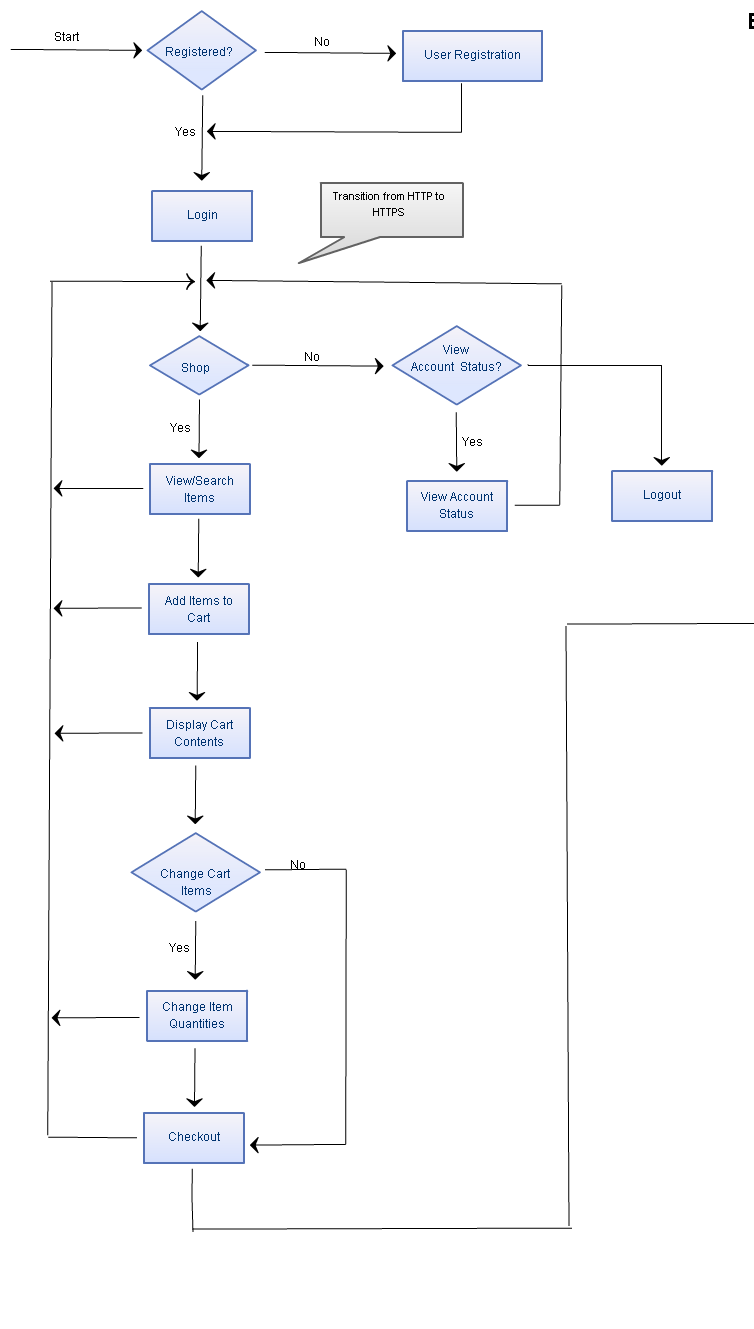 Start
Registered?
No
User Registration
Yes
Login
Transition from HTTP to
HTTPS
Shop
No
View
Account Status?
Yes
Yes
View/Search
Items
View Account
Status
Logout
Add Items to
Cart
Display Cart
Contents
Change Cart
Items
No
Yes
Change Item
Quantities
Checkout